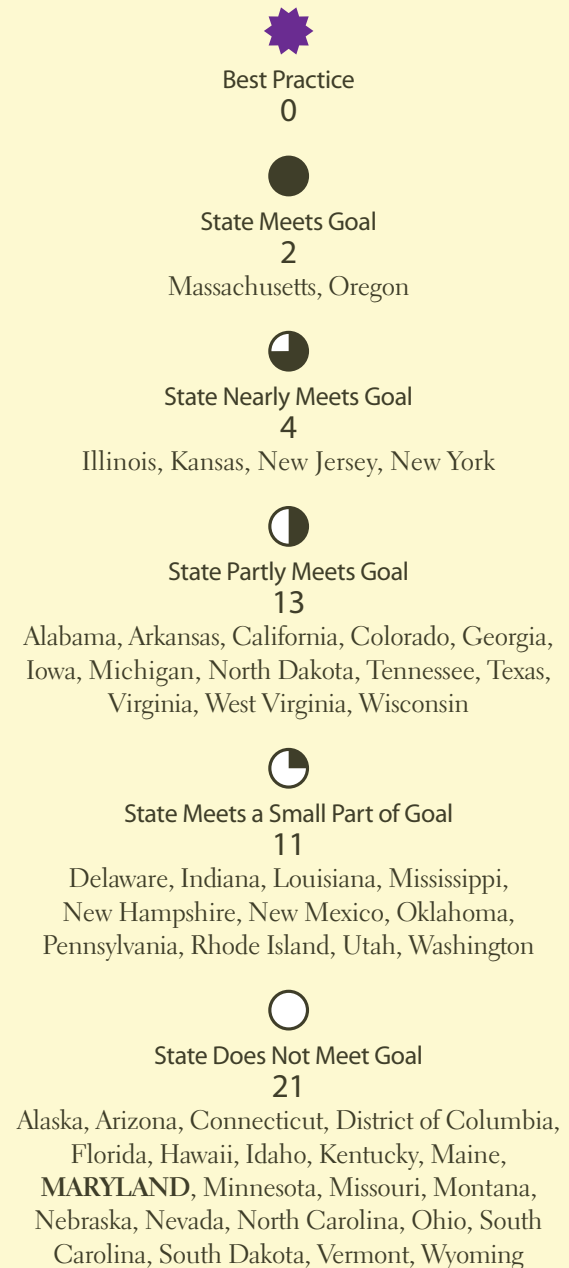 Best Practice
0
State Meets Goal
2
Massachusetts, Oregon
State Nearly Meets Goal
4
Illinois, Kansas, New Jersey, New York
State Partly Meets Goal
13
Alabama, Arkansas, California, Colorado, Georgia,
Iowa, Michigan, North Dakota, Tennessee, Texas,
Virginia, West Virginia, Wisconsin
State Meets a Small Part of Goal
11
Delaware, Indiana, Louisiana, Mississippi,
New Hampshire, New Mexico, Oklahoma,
Pennsylvania, Rhode Island, Utah, Washington
State Does Not Meet Goal
21
Alaska, Arizona, Connecticut, District of Columbia,
Florida, Hawaii, Idaho, Kentucky, Maine,
MARYLAND, Minnesota, Missouri, Montana,
Nebraska, Nevada, North Carolina, Ohio, South
Carolina, South Dakota, Vermont, Wyoming